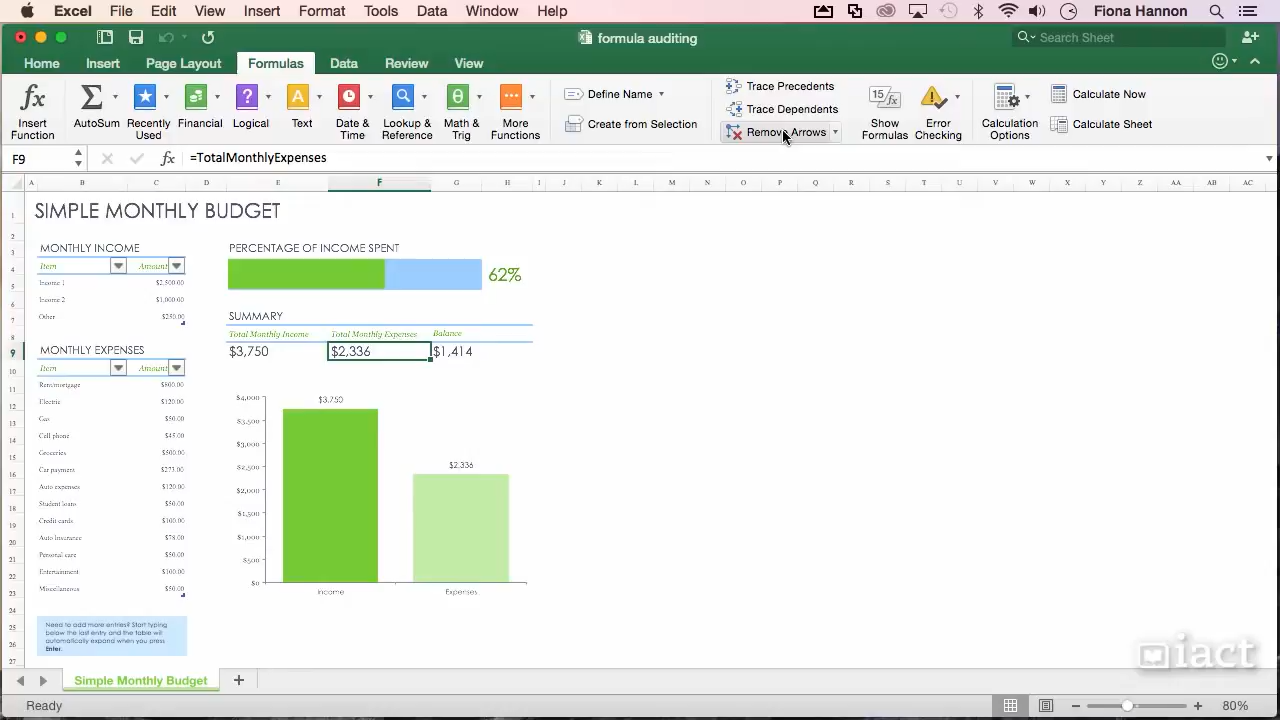 Excel File Edit View Insert Format Tools Data Window Help Fiona Hannon
formula auditing
Search Sheet
Home Insert Page Layout Formulas Data Review View
Insert Function
AutoSum
Recently Used
Financial
Logical
Text
Date & Time
Lookup & Reference
Math & Trig
More Functions
Define Name
Create from Selection
Trace Precedents
Trace Dependents
Remove Arrows
Show Formulas
Error Checking
Calculation Options
Calculate Now
Calculate Sheet
F9 fx =TotalMonthlyExpenses
A B C D E F G H I J K L M N O P Q R S T U V W X Y Z AA AB AC
SIMPLE MONTHLY BUDGET
MONTHLY INCOME
Item Amount
Income 1 $2,500.00
Income 2 $1,000.00
Other $250.00
MONTHLY EXPENSES
Item Amount
Rent/mortgage $800.00
Electric $120.00
Gas $50.00
Cell phone $45.00
Groceries $500.00
Car payment $273.00
Auto expenses $120.00
Student loans $50.00
Credit cards $100.00
Auto Insurance $78.00
Personal care $50.00
Entertainment $100.00
Miscellaneous $50.00
Need to add more entries? Start typing
below the last entry and the table will
automatically expand when you press
Enter.
PERCENTAGE OF INCOME SPENT
62%
SUMMARY
Total Monthly Income Total Monthly Expenses Balance
$3,750 $2,336 $1,414
$4,000
$3,500
$3,000
$2,500
$2,000
$1,500
$1,000
$500
$0
$3,750
$2,336
Income Expenses
iact
Simple Monthly Budget
Ready 80%